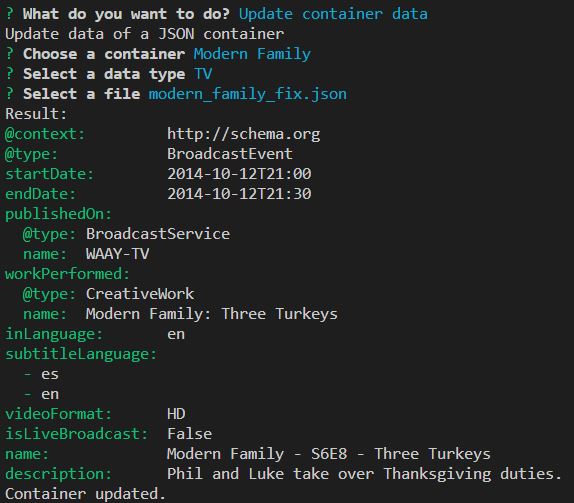 ? What do you want to do? Update container data
Update data of a JSON container
? Choose a container Modern Family
? Select a data type TV
? Select a file modern_family_fix.json
Result:
@context:          http://schema.org
@type:             BroadcastEvent
startDate:         2014-10-12T21:00
endDate:           2014-10-12T21:30
publishedOn:
  @type: BroadcastService
  name:  WAAY-TV
workPerformed:
  @type: CreativeWork
  name:  Modern Family: Three Turkeys
inLanguage:        en
subtitleLanguage:
  - es
  - en
videoFormat:       HD
isLiveBroadcast:   False
name:              Modern Family - S6E8 - Three Turkeys
description:       Phil and Luke take over Thanksgiving duties.
Container updated.